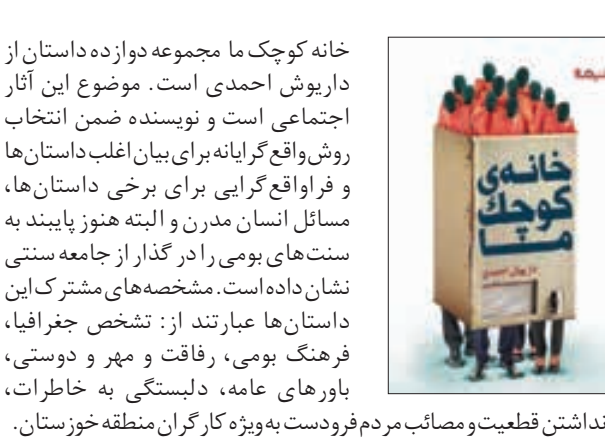 خانه کوچک ما مجموعه دوازده داستان از
داریوش احمدی است. موضوع این آثار
اجتماعی است و نویسنده ضمن انتخاب
روش واقع گرایانه برای بیان اغلب داستان‌ها
و فراواقع گرایی برای برخی داستان‌ها،
مسائل انسان مدرن و البته هنوز پایبند به
سنت‌های بومی را در گذار از جامعه سنتی
نشان داده است. مشخصه‌های مشترک این
داستان‌ها عبارتند از: تشخص جغرافیا،
فرهنگ بومی، رفاقت و مهر و دوستی،
باورهای عامه، دلبستگی به خاطرات،
نداشتن قطعیت و مصائب مردم فرودست به‌ویژه کارگران منطقه خوزستان.
خانه‌ی
کوچک
ما
داریوش احمدی